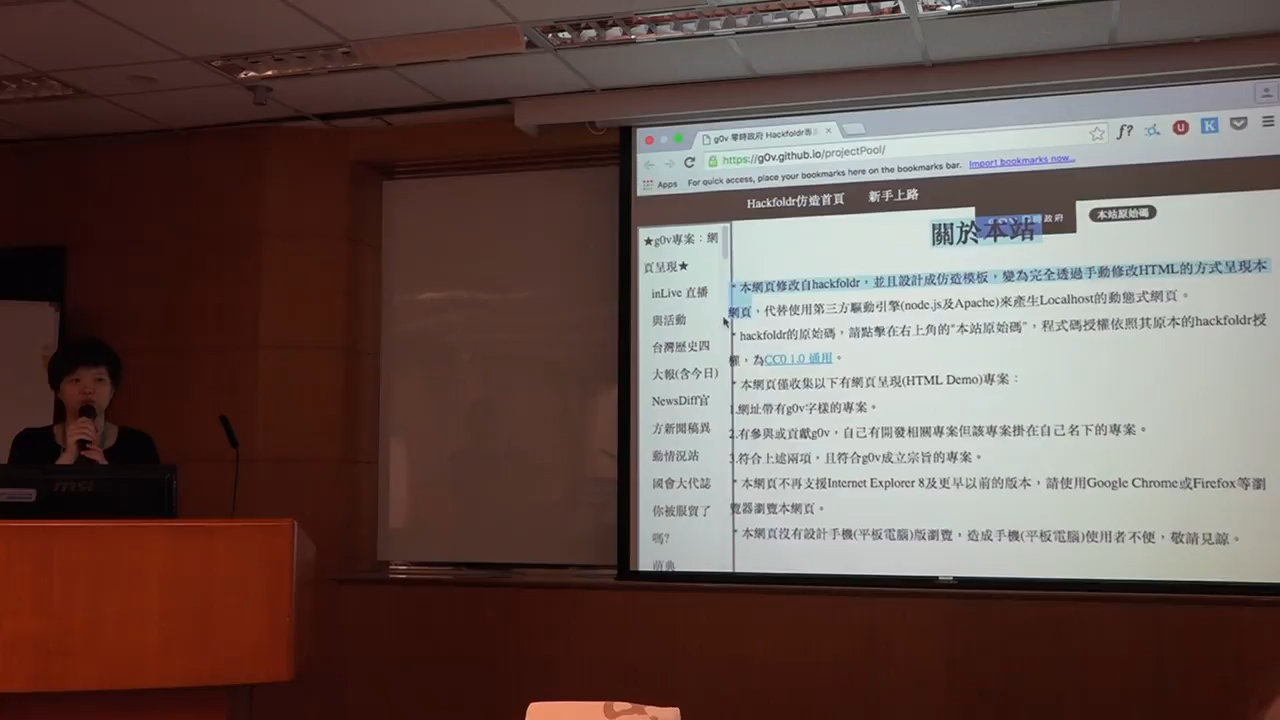 g0v 零時政府 Hackfoldr專
https://g0v.github.io/projectPool/
f?
Apps For quick access, place your bookmarks here on the bookmarks bar. Import bookmarks now...
Hackfoldr仿造首頁 新手上路
時政府 本站原始碼
關於本站
★g0v專案：網
頁呈現★
inLive 直播
與活動
台灣歷史四
大報(含今日)
NewsDiff官
方新聞稿異
動情況站
國會大代誌
你被服貿了
嗎?
萌典
* 本網頁修改自hackfoldr，並且設計成仿造模板，變為完全透過手動修改HTML的方式呈現本
網頁，代替使用第三方驅動引擎(node.js及Apache)來產生Localhost的動態式網頁。
* hackfoldr的原始碼，請點擊在右上角的"本站原始碼"，程式碼授權依照其原本的hackfoldr授
權，為CC0 1.0 通用。
* 本網頁僅收集以下有網頁呈現(HTML Demo)專案：
1.網址帶有g0v字樣的專案。
2.有參與或貢獻g0v，自己有開發相關專案但該專案掛在自己名下的專案。
3.符合上述兩項，且符合g0v成立宗旨的專案。
* 本網頁不再支援Internet Explorer 8及更早以前的版本，請使用Google Chrome或Firefox等瀏
覽器瀏覽本網頁。
* 本網頁沒有設計手機(平板電腦)版瀏覽，造成手機(平板電腦)使用者不便，敬請見諒。
msi